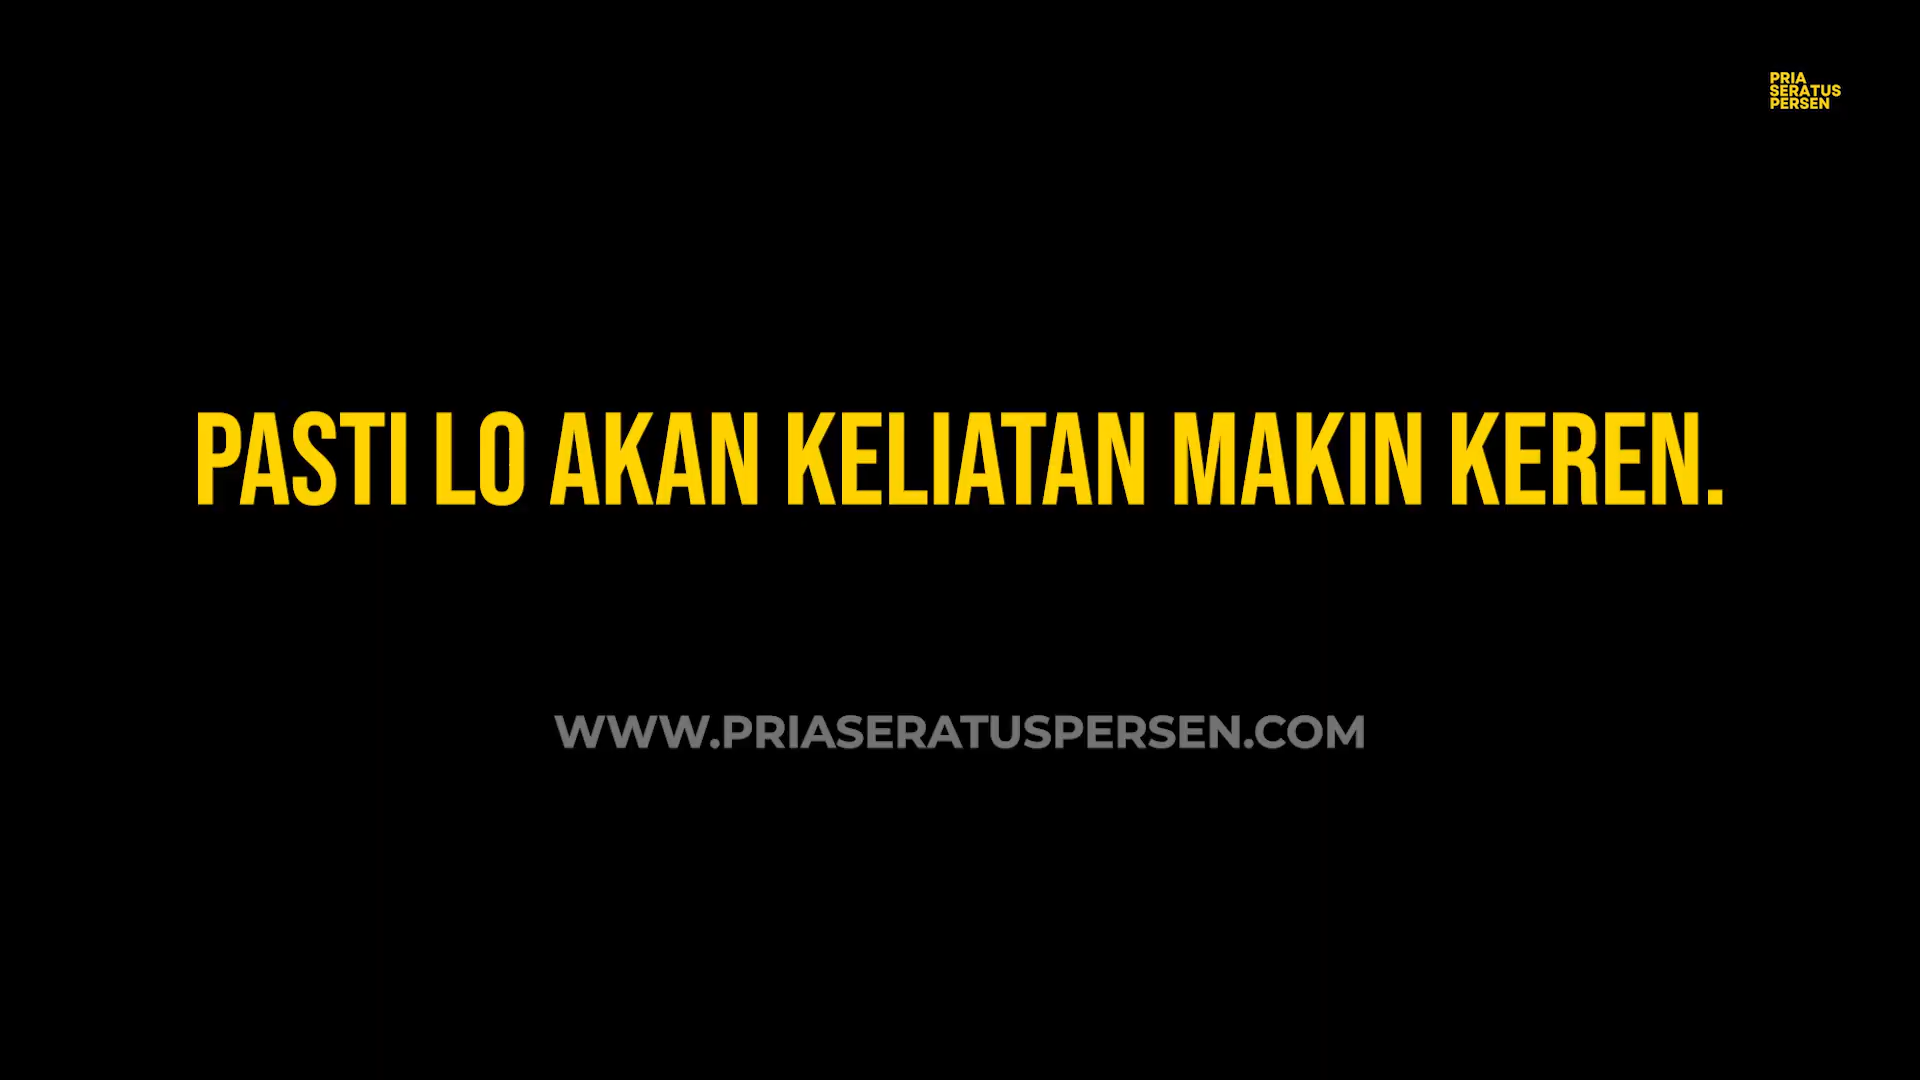 PRIA
SERATUS
PERSEN
PASTI LO AKAN KELIATAN MAKIN KEREN.
WWW.PRIASERATUSPERSEN.COM